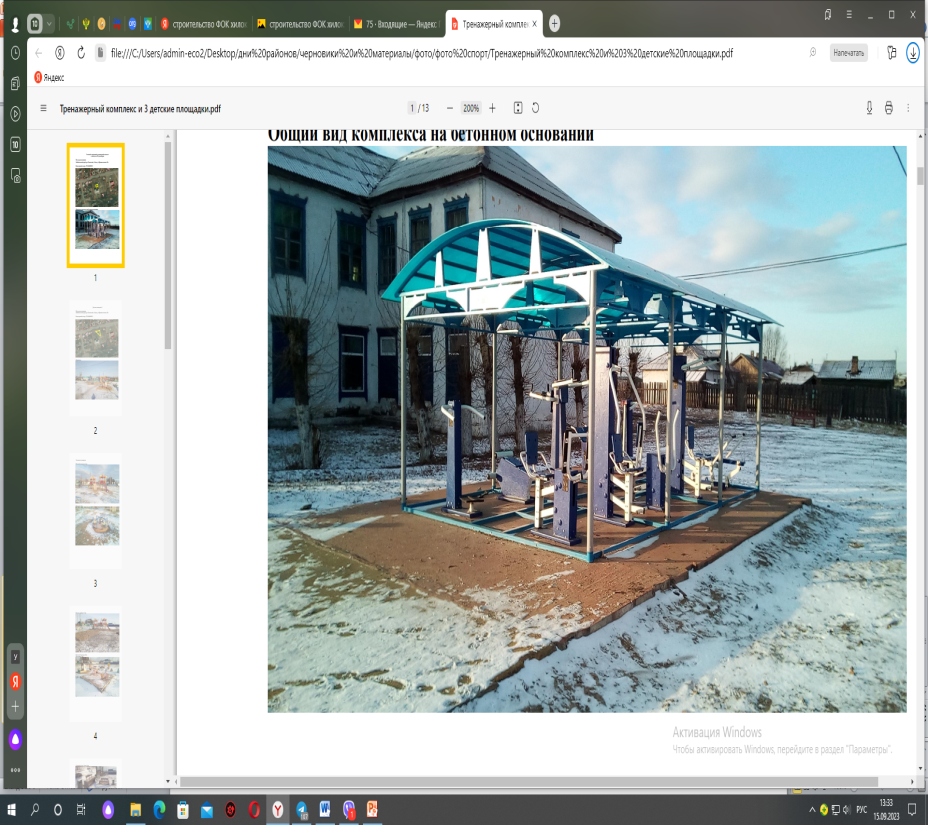 10
строительство ФОК хилок
строительство ФОК хилок
75 · Входящие — Яндекс
Тренажерный комплек
file:///C:/Users/admin-eco2/Desktop/дни%20районов/черновики%20и%20материалы/фото/фото%20спорт/Тренажерный%20комплекс%20и%203%20детские%20площадки.pdf
Напечатать
Яндекс
Тренажерный комплекс и 3 детские площадки.pdf
1 / 13
200%
Общий вид комплекса на бетонном основании
1
2
3
4
Активация Windows
Чтобы активировать Windows, перейдите в раздел "Параметры".
РУС
13:33
15.09.2023